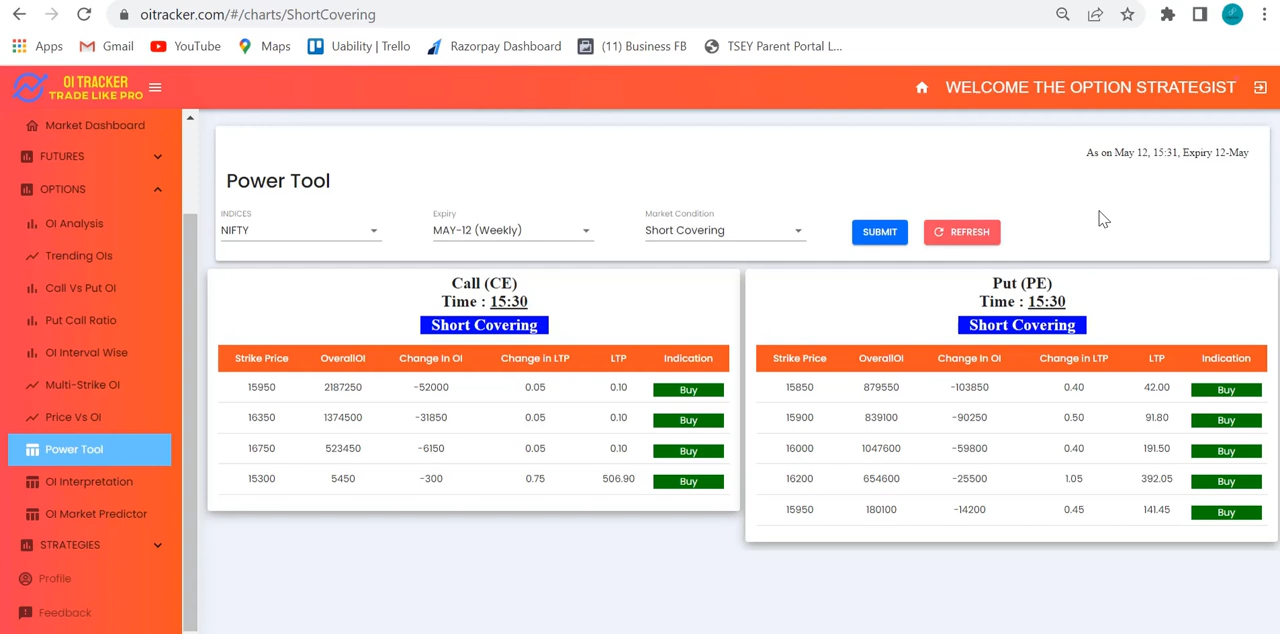 oitracker.com/#/charts/ShortCovering
Apps Gmail YouTube Maps Uability | Trello Razorpay Dashboard (11) Business FB TSEY Parent Portal L...
OI TRACKER
TRADE LIKE PRO
WELCOME THE OPTION STRATEGIST
Market Dashboard
FUTURES
OPTIONS
OI Analysis
Trending OIs
Call Vs Put OI
Put Call Ratio
OI Interval Wise
Multi-Strike OI
Price Vs OI
Power Tool
OI Interpretation
OI Market Predictor
STRATEGIES
Profile
Feedback
As on May 12, 15:31, Expiry 12-May
Power Tool
INDICES Expiry Market Condition
NIFTY MAY-12 (Weekly) Short Covering SUBMIT REFRESH
Call (CE)
Time : 15:30
Short Covering
Strike Price OverallOI Change In OI Change in LTP LTP Indication
15950 2187250 -52000 0.05 0.10 Buy
16350 1374500 -31850 0.05 0.10 Buy
16750 523450 -6150 0.05 0.10 Buy
15300 5450 -300 0.75 506.90 Buy
Put (PE)
Time : 15:30
Short Covering
Strike Price OverallOI Change In OI Change in LTP LTP Indication
15850 879550 -103850 0.40 42.00 Buy
15900 839100 -90250 0.50 91.80 Buy
16000 1047600 -59800 0.40 191.50 Buy
16200 654600 -25500 1.05 392.05 Buy
15950 180100 -14200 0.45 141.45 Buy